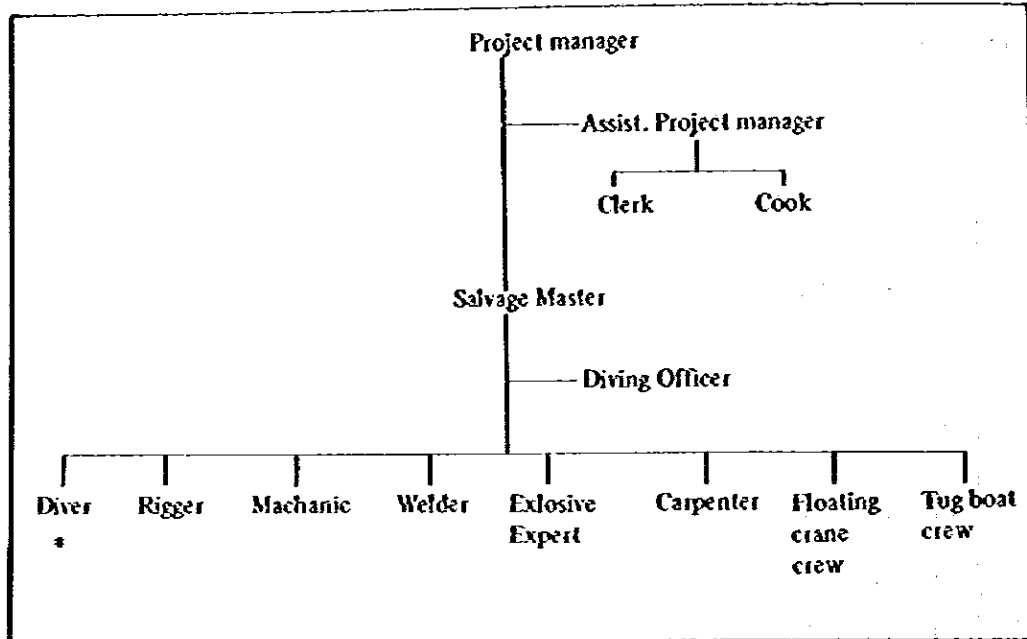 Project manager
Assist. Project manager
Clerk Cook
Salvage Master
Diving Officer
Diver Rigger Machanic Welder Exlosive Carpenter Floating Tug boat
* Expert crane crew
crew